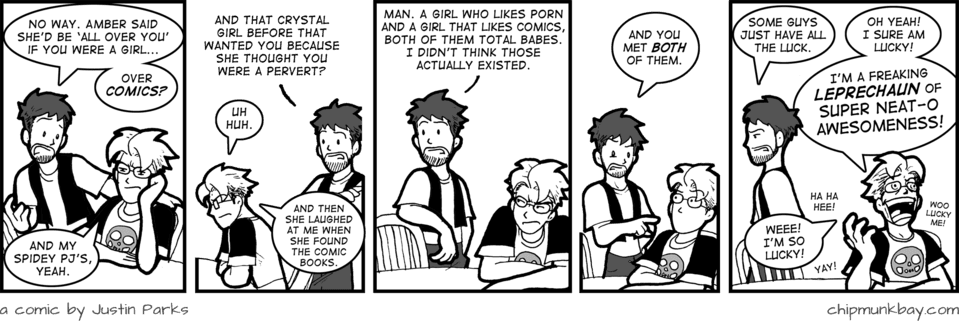 NO WAY. AMBER SAID
SHE'D BE 'ALL OVER YOU'
IF YOU WERE A GIRL...
OVER
COMICS?
AND MY
SPIDEY PJ'S,
YEAH.
AND THAT CRYSTAL
GIRL BEFORE THAT
WANTED YOU BECAUSE
SHE THOUGHT YOU
WERE A PERVERT?
UH
HUH.
AND THEN
SHE LAUGHED
AT ME WHEN
SHE FOUND
THE COMIC
BOOKS.
MAN. A GIRL WHO LIKES PORN
AND A GIRL THAT LIKES COMICS,
BOTH OF THEM TOTAL BABES.
I DIDN'T THINK THOSE
ACTUALLY EXISTED.
AND YOU
MET BOTH
OF THEM.
SOME GUYS
JUST HAVE ALL
THE LUCK.
OH YEAH!
I SURE AM
LUCKY!
I'M A FREAKING
LEPRECHAUN OF
SUPER NEAT-O
AWESOMENESS!
HA HA
HEE!
WOO
LUCKY
ME!
WEEE!
I'M SO
LUCKY!
YAY!
a comic by Justin Parks
chipmunkbay.com